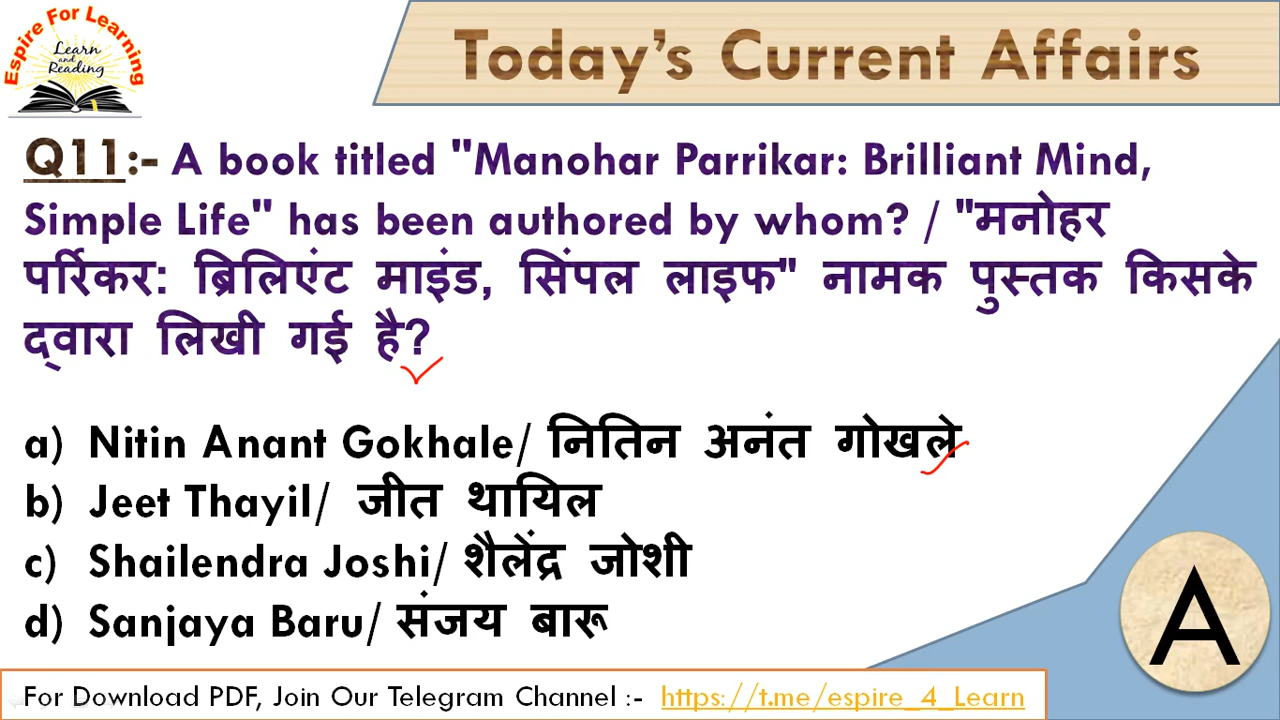 Espire For Learning
Learn
and
Reading
Today's Current Affairs
Q11:- A book titled "Manohar Parrikar: Brilliant Mind,
Simple Life" has been authored by whom? / "मनोहर
पर्रिकर: ब्रिलिएंट माइंड, सिंपल लाइफ" नामक पुस्तक किसके
द्वारा लिखी गई है?
a) Nitin Anant Gokhale/ नितिन अनंत गोखले
b) Jeet Thayil/ जीत थायिल
c) Shailendra Joshi/ शैलेंद्र जोशी
d) Sanjaya Baru/ संजय बारू
A
For Download PDF, Join Our Telegram Channel :- https://t.me/espire_4_Learn